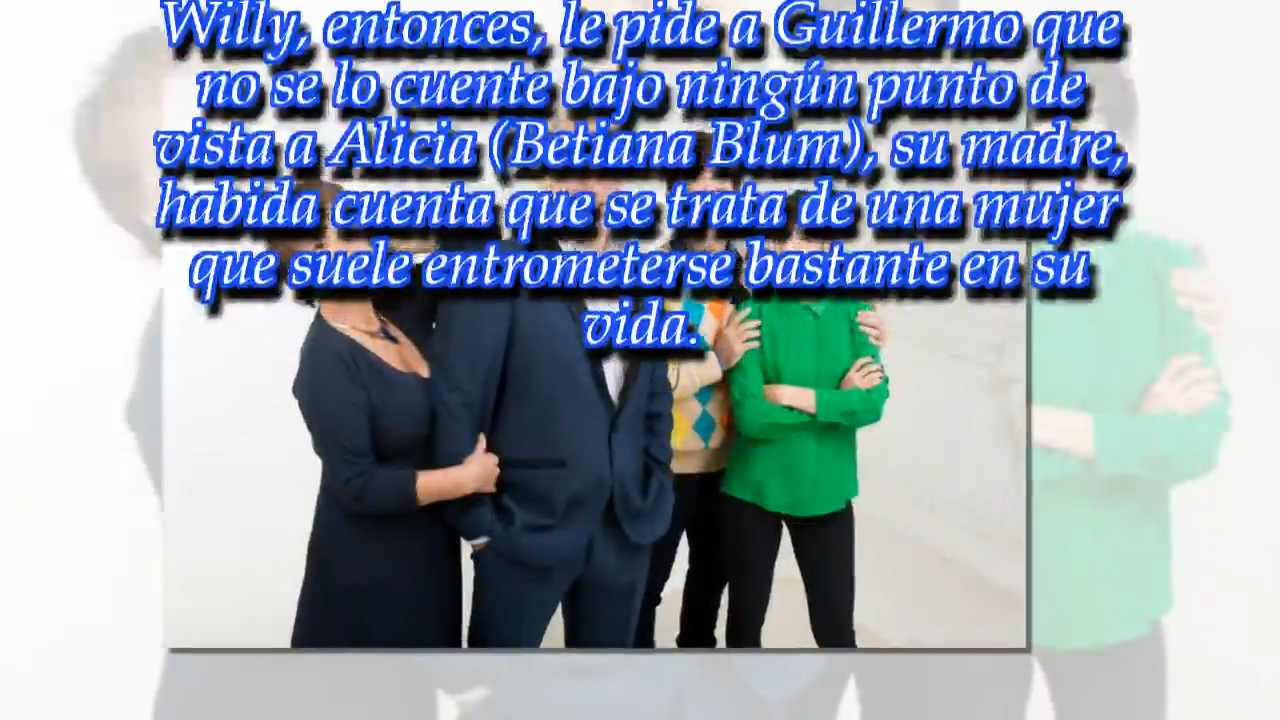 Willy, entonces, le pide a Guillermo que
no se lo cuente bajo ningún punto de
vista a Alicia (Betiana Blum), su madre,
habida cuenta que se trata de una mujer
que suele entrometerse bastante en su
vida.